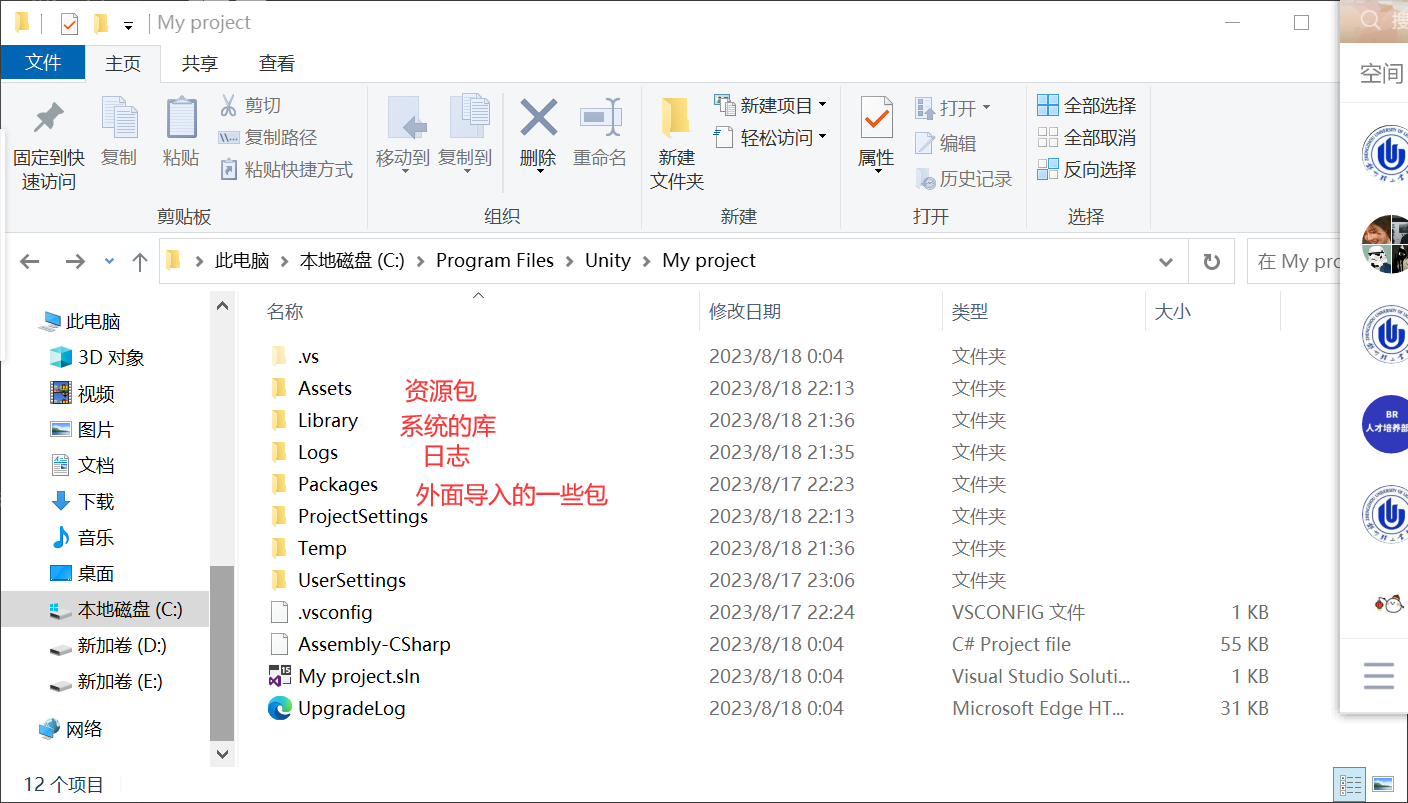 My project
文件 主页 共享 查看
固定到快速访问
复制
粘贴
剪切
复制路径
粘贴快捷方式
剪贴板
移动到
复制到
删除
重命名
组织
新建
文件夹
新建项目
轻松访问
新建
属性
打开
编辑
历史记录
打开
全部选择
全部取消
反向选择
选择
此电脑 本地磁盘 (C:) Program Files Unity My project
在 My pro
空间
此电脑
3D 对象
视频
图片
文档
下载
音乐
桌面
本地磁盘 (C:)
新加卷 (D:)
新加卷 (E:)
网络
名称 修改日期 类型 大小
.vs 2023/8/18 0:04 文件夹
Assets 资源包 2023/8/18 22:13 文件夹
Library 系统的库 2023/8/18 21:36 文件夹
Logs 日志 2023/8/18 21:35 文件夹
Packages 外面导入的一些包 2023/8/17 22:23 文件夹
ProjectSettings 2023/8/18 22:13 文件夹
Temp 2023/8/18 21:36 文件夹
UserSettings 2023/8/17 23:06 文件夹
.vsconfig 2023/8/17 22:24 VSCONFIG 文件 1 KB
Assembly-CSharp 2023/8/18 0:04 C# Project file 55 KB
My project.sln 2023/8/18 0:04 Visual Studio Soluti... 1 KB
UpgradeLog 2023/8/18 0:04 Microsoft Edge HT... 31 KB
BR
人才培养部
12 个项目